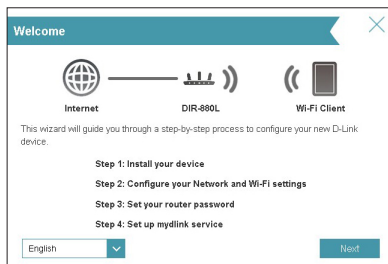 Welcome
Internet
DIR-880L
Wi-Fi Client
This wizard will guide you through a step-by-step process to configure your new D-Link
device.
Step 1: Install your device
Step 2: Configure your Network and Wi-Fi settings
Step 3: Set your router password
Step 4: Set up mydlink service
English
Next